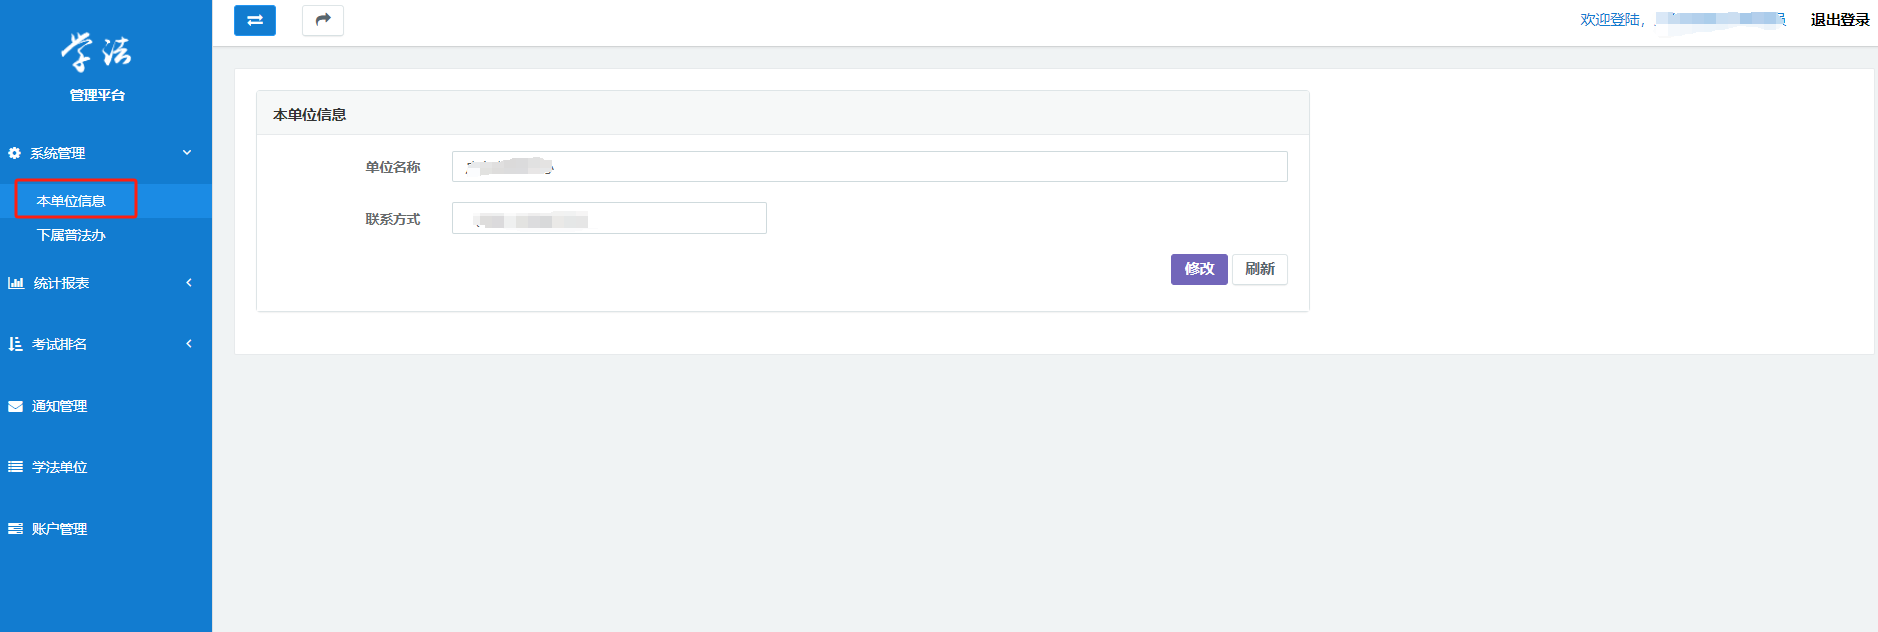 学法
管理平台
系统管理
本单位信息
下属普法办
统计报表
考试排名
通知管理
学法单位
账户管理
欢迎登陆,
员
退出登录
本单位信息
单位名称
联系方式
修改 刷新